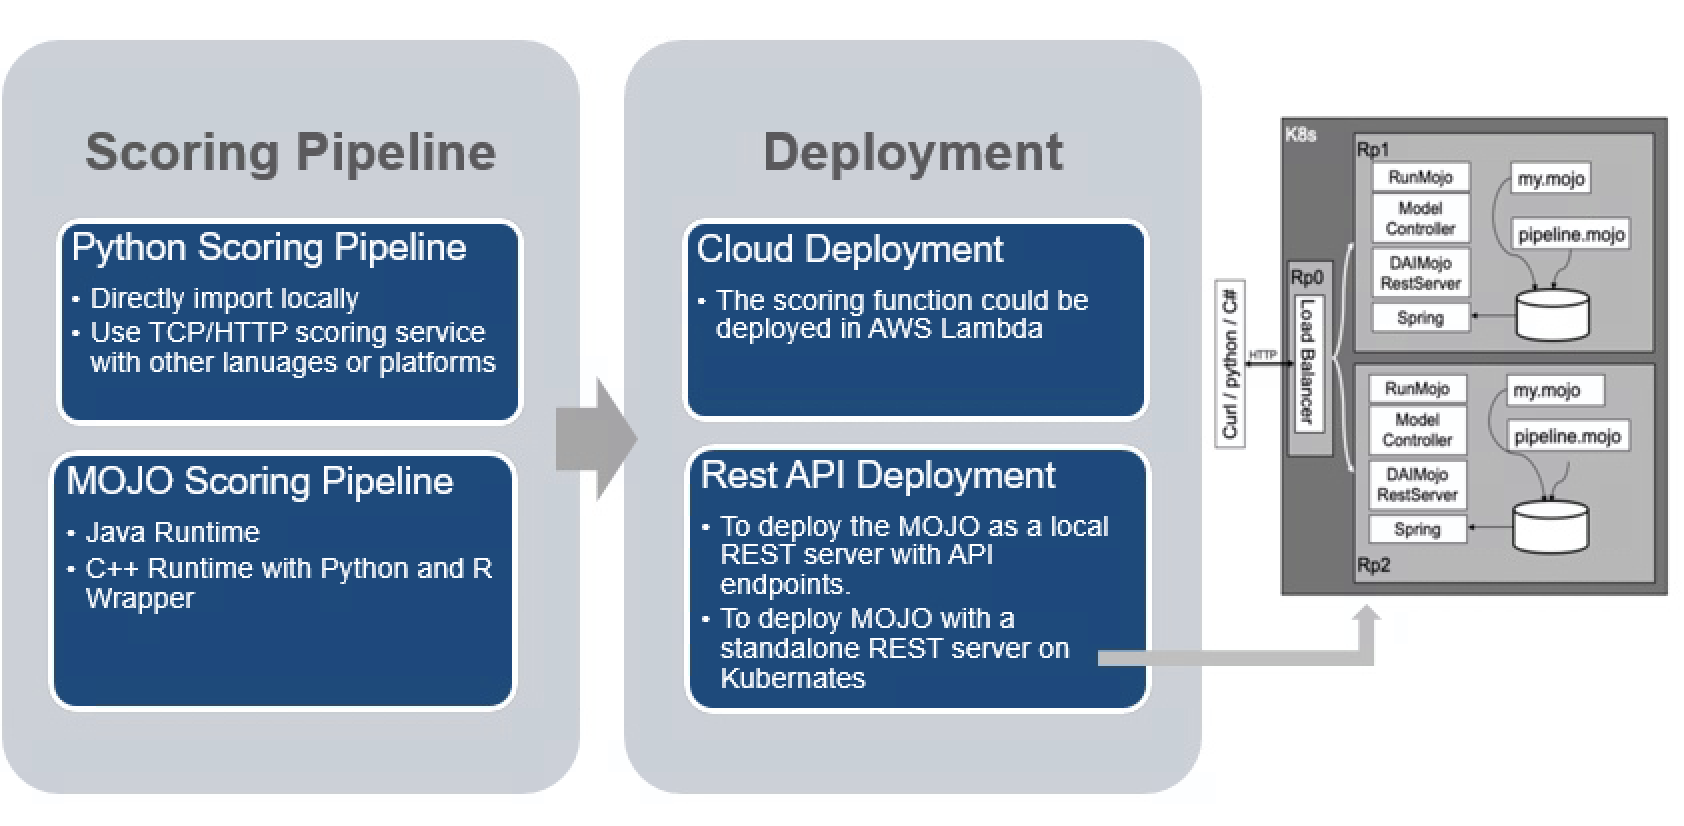 Scoring Pipeline
Python Scoring Pipeline
• Directly import locally
• Use TCP/HTTP scoring service
with other lanuages or platforms
MOJO Scoring Pipeline
• Java Runtime
• C++ Runtime with Python and R
Wrapper
Deployment
Cloud Deployment
• The scoring function could be
deployed in AWS Lambda
Rest API Deployment
• To deploy the MOJO as a local
REST server with API
endpoints.
• To deploy MOJO with a
standalone REST server on
Kubernates
Curl / python / C#
HTTP
K8s
Rp0
Load Balancer
Rp1
RunMojo
Model
Controller
DAIMojo
RestServer
Spring
my.mojo
pipeline.mojo
RunMojo
Model
Controller
DAIMojo
RestServer
Spring
my.mojo
pipeline.mojo
Rp2